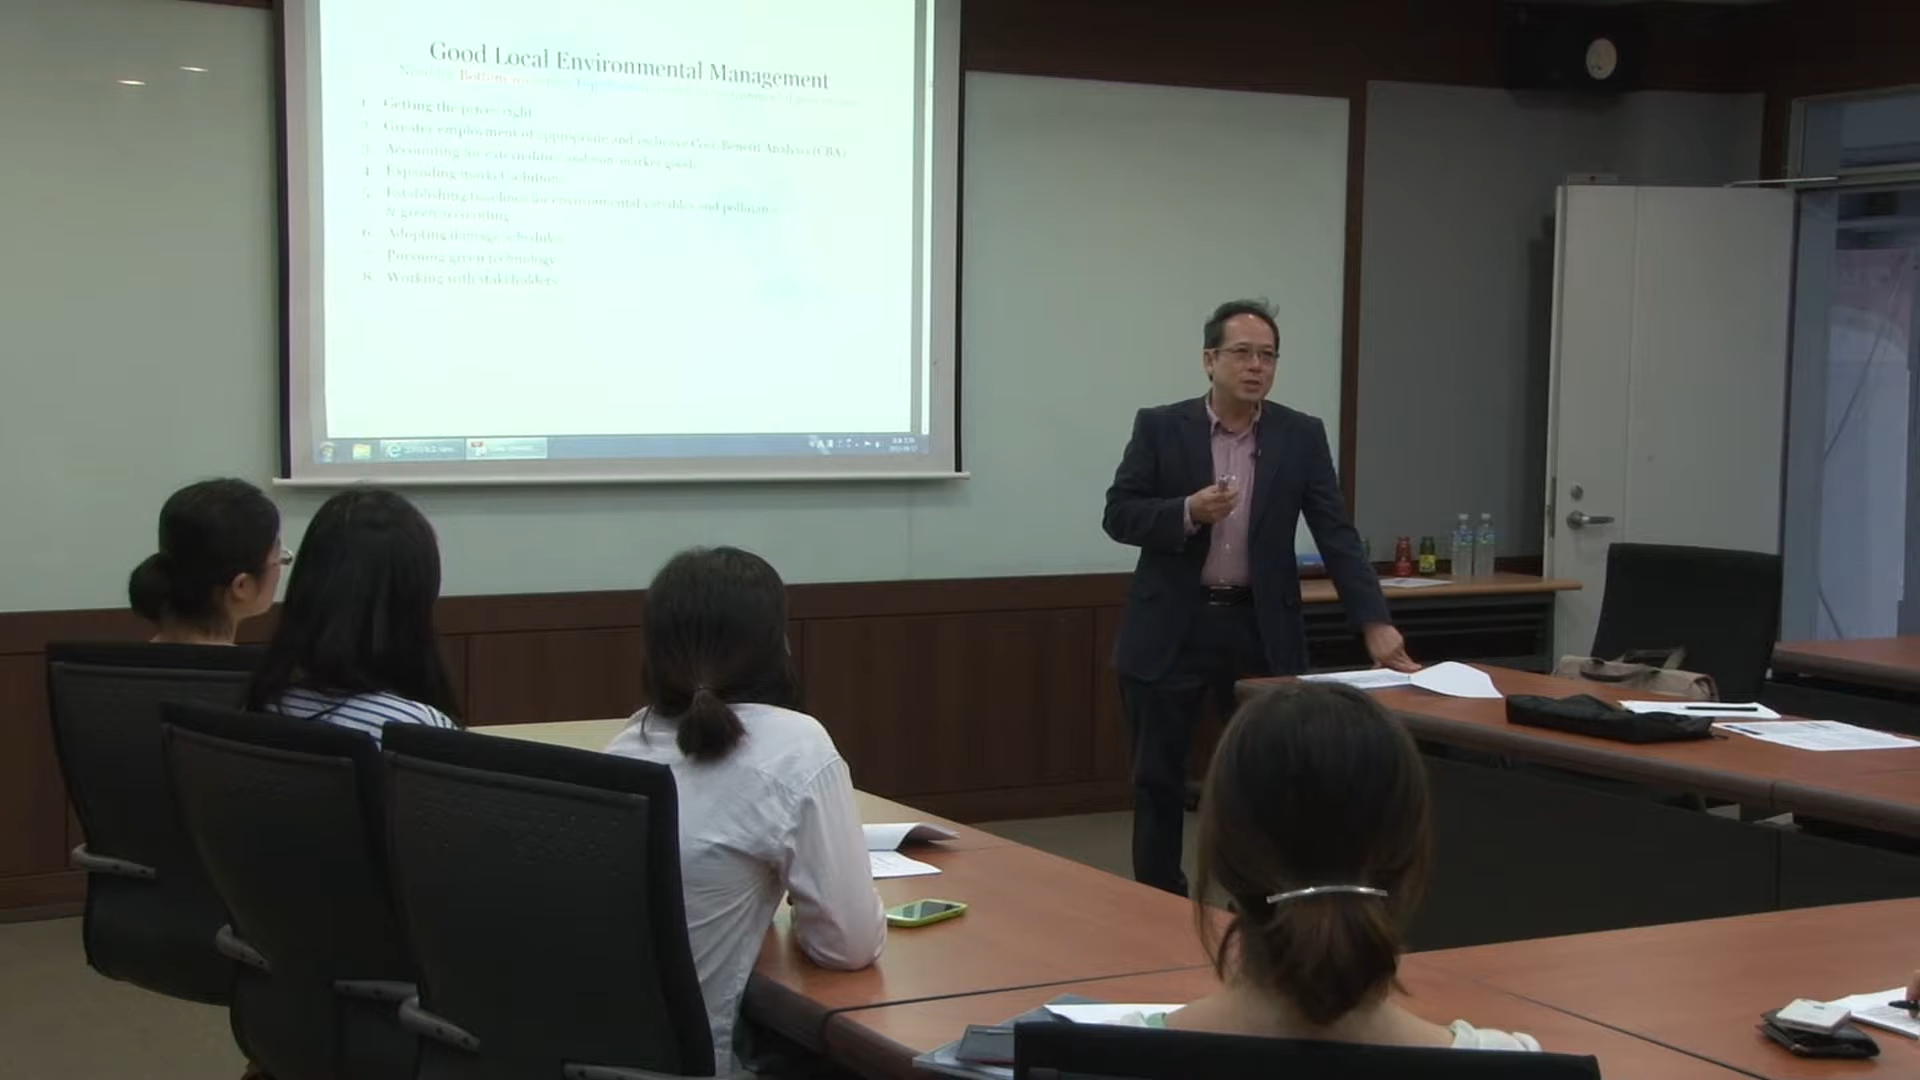 Good Local Environmental Management
Bottom
1. Getting the prices right
2. Greater employment of appropriate and inclusive Cost-Benefit Analysis (CBA)
3. Accounting for externalities and non-market goods
4. Expanding market solutions
5. Establishing baselines for environmental variables and pollutants
& green accounting
6. Adopting damage schedules
7. Pursuing green technology
8. Working with stakeholders